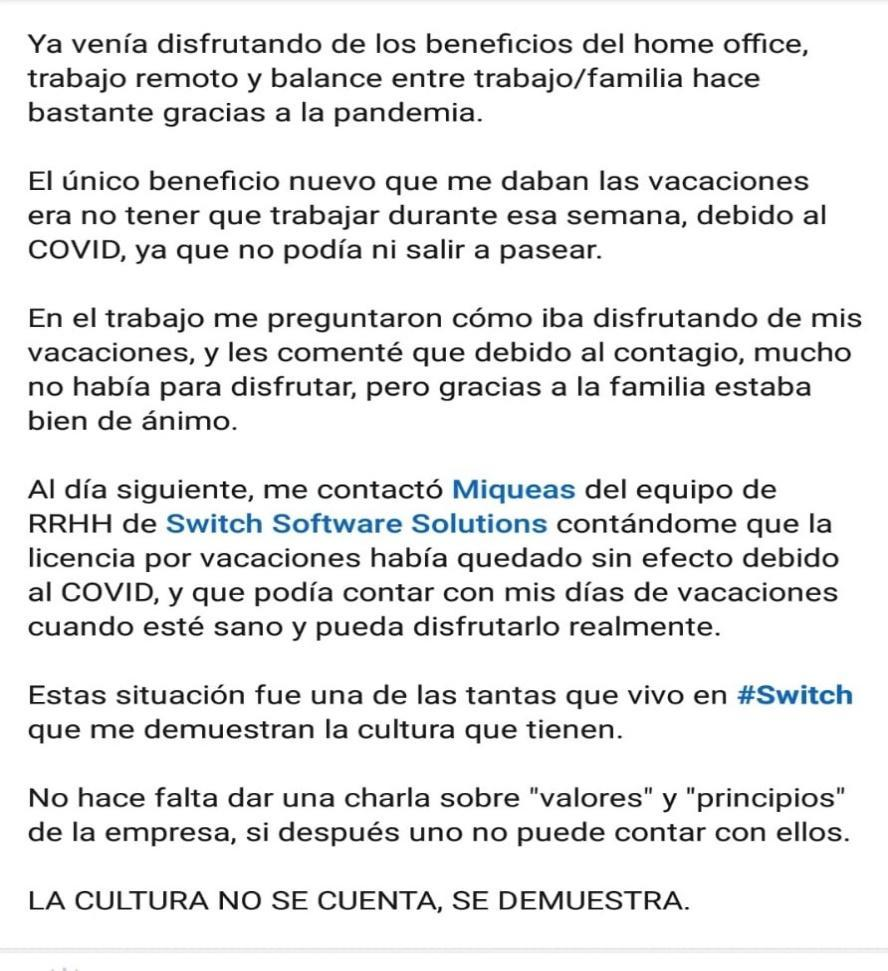 Ya venía disfrutando de los beneficios del home office,
trabajo remoto y balance entre trabajo/familia hace
bastante gracias a la pandemia.
El único beneficio nuevo que me daban las vacaciones
era no tener que trabajar durante esa semana, debido al
COVID, ya que no podía ni salir a pasear.
En el trabajo me preguntaron cómo iba disfrutando de mis
vacaciones, y les comenté que debido al contagio, mucho
no había para disfrutar, pero gracias a la familia estaba
bien de ánimo.
Al día siguiente, me contactó Miqueas del equipo de
RRHH de Switch Software Solutions contándome que la
licencia por vacaciones había quedado sin efecto debido
al COVID, y que podía contar con mis días de vacaciones
cuando esté sano y pueda disfrutarlo realmente.
Estas situación fue una de las tantas que vivo en #Switch
que me demuestran la cultura que tienen.
No hace falta dar una charla sobre "valores" y "principios"
de la empresa, si después uno no puede contar con ellos.
LA CULTURA NO SE CUENTA, SE DEMUESTRA.